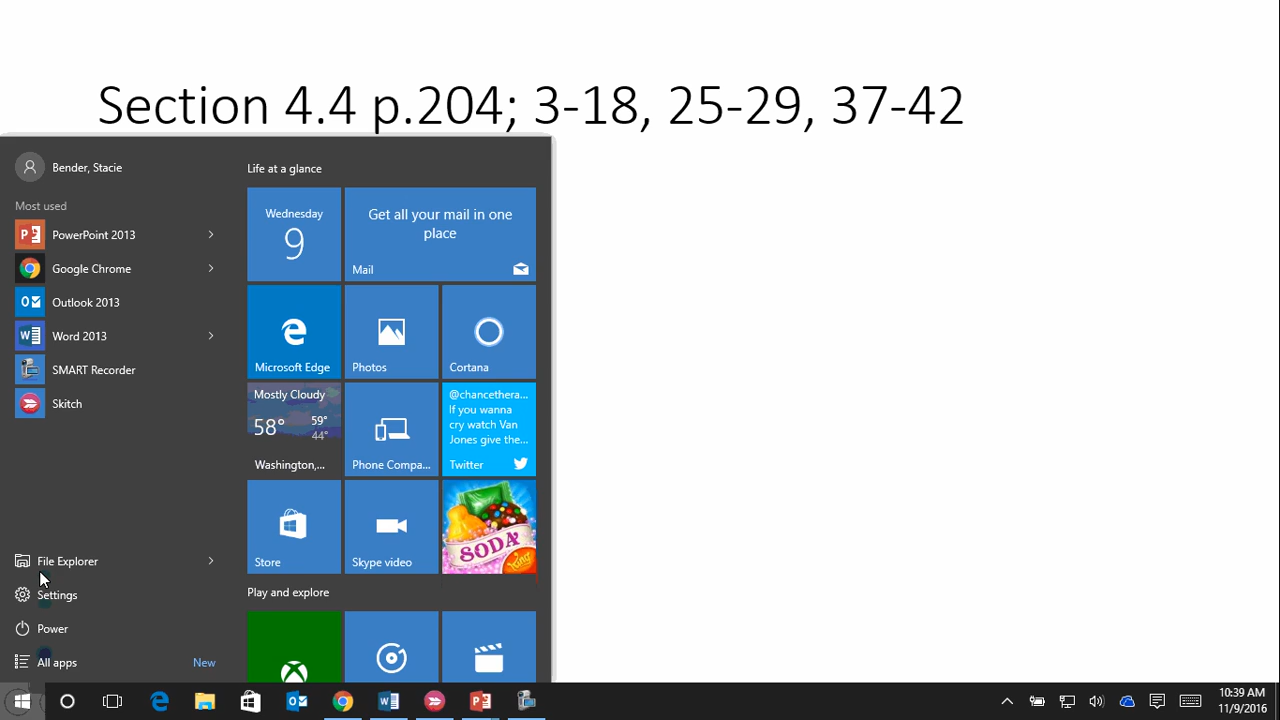 Section 4.4 p.204; 3-18, 25-29, 37-42
Bender, Stacie
Most used
PowerPoint 2013
Google Chrome
Outlook 2013
Word 2013
SMART Recorder
Skitch
File Explorer
Settings
Power
All apps
New
Life at a glance
Wednesday
9
Get all your mail in one
place
Mail
Microsoft Edge
Photos
Cortana
Mostly Cloudy
58°
59°
44°
Washington,...
Phone Compa...
@chancethera...
If you wanna
cry watch Van
Jones give the...
Twitter
Store
Skype video
SODA
King
Play and explore
10:39 AM
11/9/2016